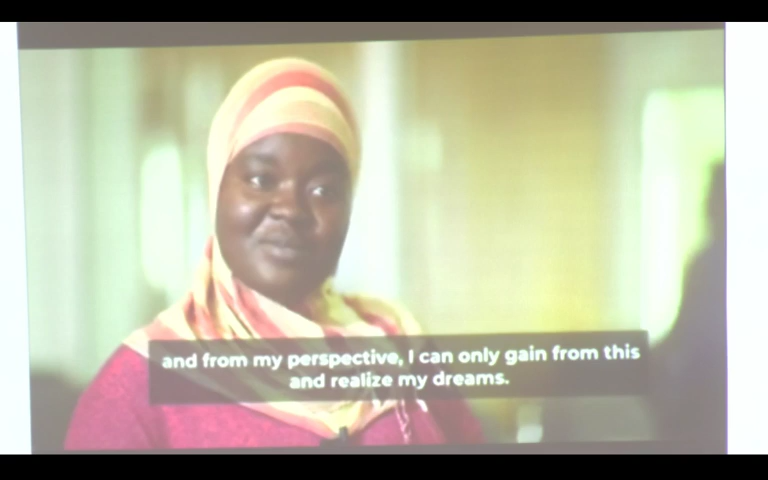 and from my perspective, I can only gain from this
and realize my dreams.